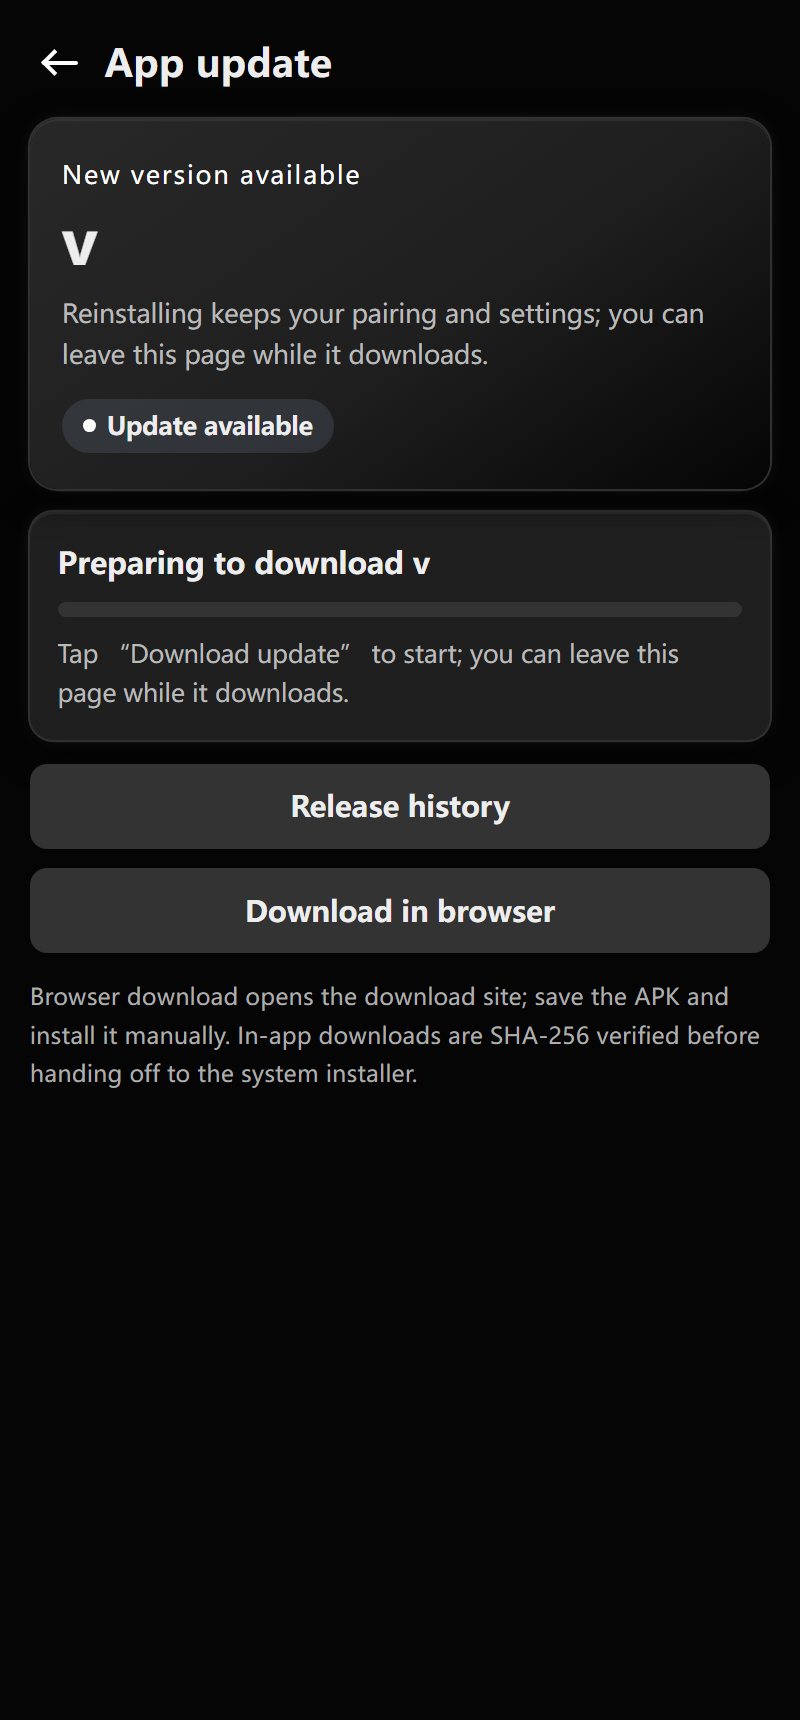 App update
New version available
v
Reinstalling keeps your pairing and settings; you can
leave this page while it downloads.
Update available
Preparing to download v
Tap “Download update” to start; you can leave this
page while it downloads.
Release history
Download in browser
Browser download opens the download site; save the APK and
install it manually. In-app downloads are SHA-256 verified before
handing off to the system installer.